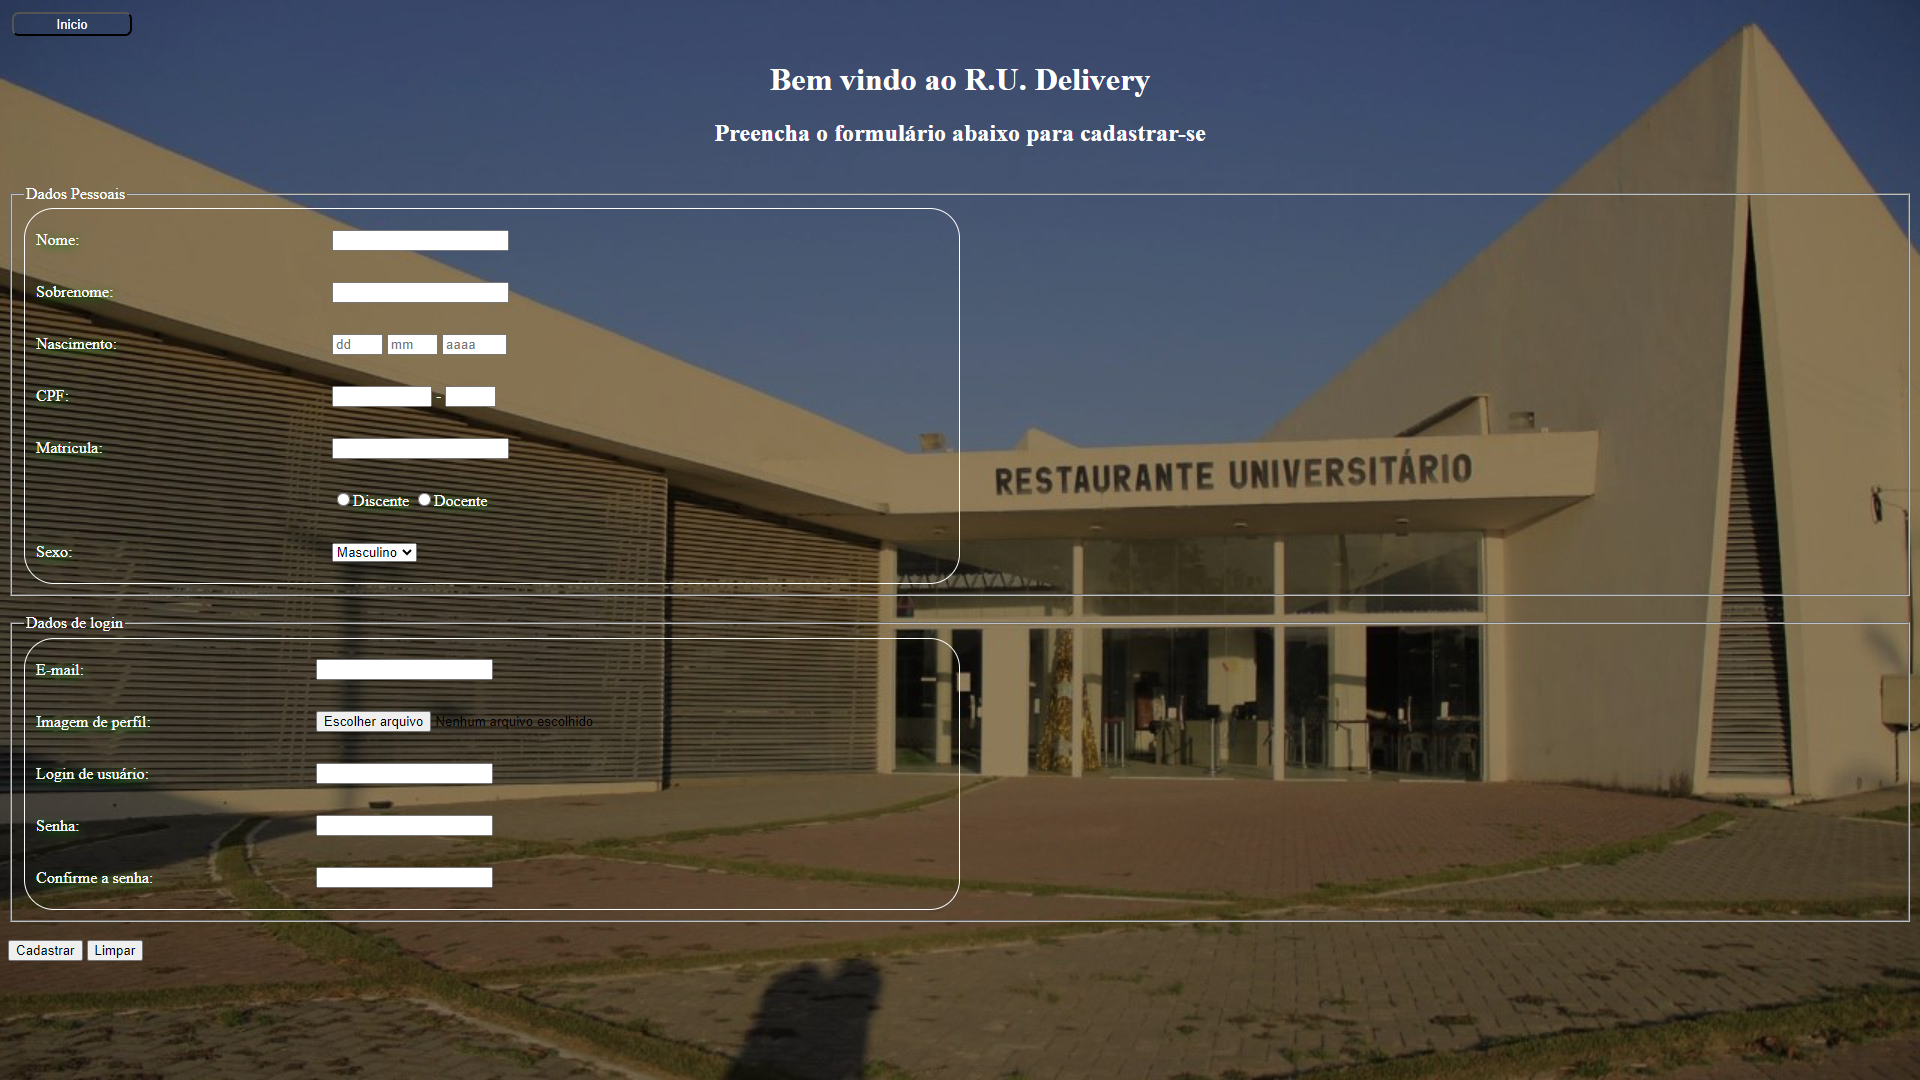 Inicio
Bem vindo ao R.U. Delivery
Preencha o formulário abaixo para cadastrar-se
Dados Pessoais
Nome:
Sobrenome:
Nascimento: dd mm aaaa
CPF: -
Matricula:
RESTAURANTE UNIVERSITÁRIO
Discente Docente
Sexo: Masculino
Dados de login
E-mail:
Imagem de perfil: Escolher arquivo Nenhum arquivo escolhido
Login de usuário:
Senha:
Confirme a senha:
Cadastrar Limpar